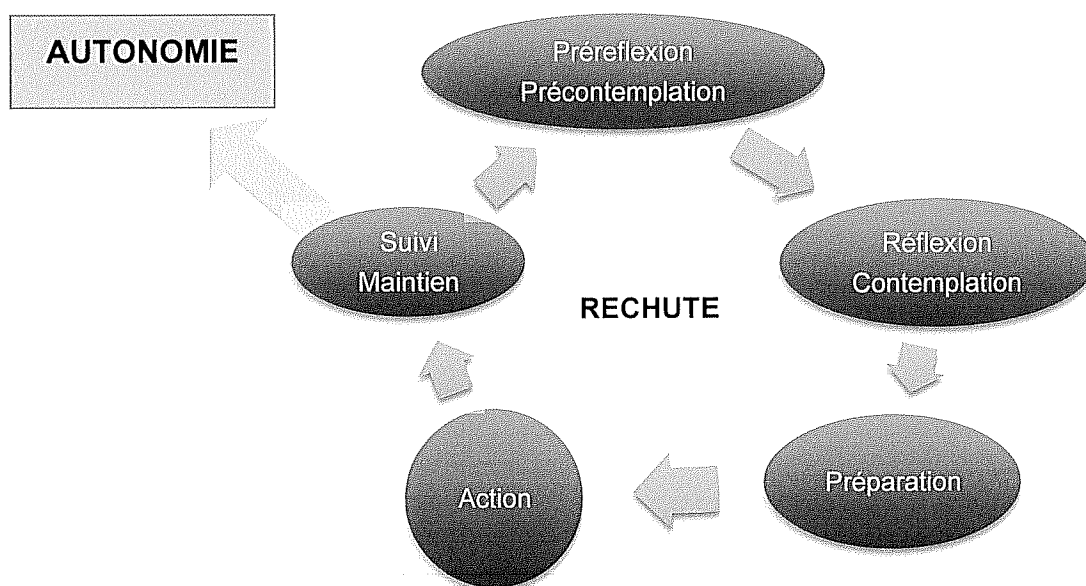 AUTONOMIE
Préreflexion
Précontemplation
Suivi
Maintien
Réflexion
Contemplation
RECHUTE
Action
Préparation